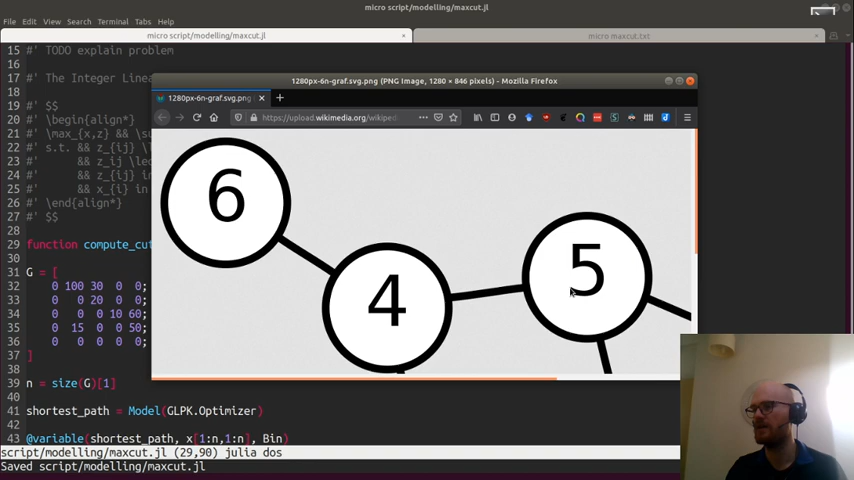 micro script/modelling/maxcut.jl
File Edit View Search Terminal Tabs Help
micro script/modelling/maxcut.jl
micro maxcut.txt
15 #' TODO explain problem
16
17 #' The Integer Linea
18
19 #' $$
20 #' \begin{align*}
21 #' \max_{x,z} && \su
22 #' s.t. && z_{ij} \l
23 #' && z_ij \leq
24 #' && z_{ij} in
25 #' && x_{i} in
26 #' \end{align*}
27 #' $$
28
29 function compute_cut
30
31 G = [
32 0 100 30 0 0;
33 0 0 20 0 0;
34 0 0 0 10 60;
35 0 15 0 0 50;
36 0 0 0 0 0;
37 ]
38
39 n = size(G)[1]
40
41 shortest_path = Model(GLPK.Optimizer)
42
43 @variable(shortest_path, x[1:n,1:n], Bin)
script/modelling/maxcut.jl (29,90) julia dos
Saved script/modelling/maxcut.jl
1280px-6n-graf.svg.png (PNG Image, 1280 × 846 pixels) - Mozilla Firefox
1280px-6n-graf.svg.png
https://upload.wikimedia.org/wikiped
6
5
4